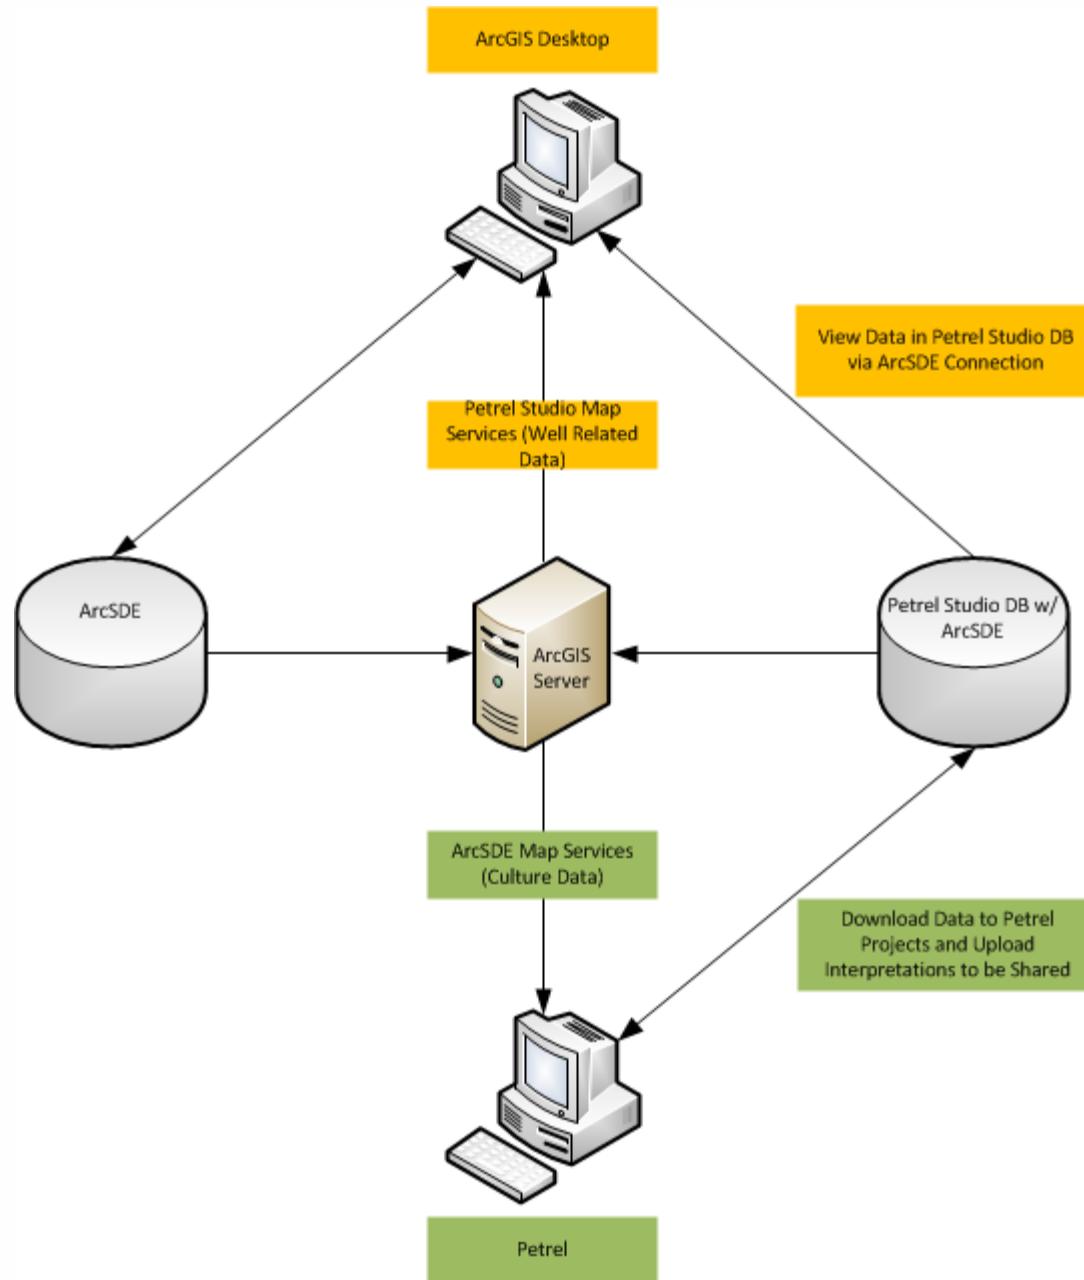 ArcGIS Desktop
View Data in Petrel Studio DB
via ArcSDE Connection
Petrel Studio Map
Services (Well Related
Data)
ArcSDE
ArcGIS
Server
Petrel Studio DB w/
ArcSDE
ArcSDE Map Services
(Culture Data)
Download Data to Petrel
Projects and Upload
Interpretations to be Shared
Petrel